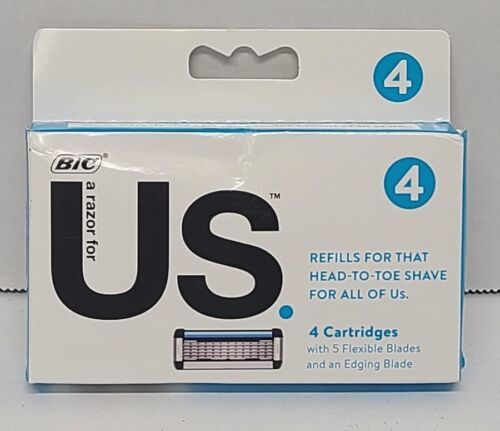 4
BIC
4
a razor for
US.™
REFILLS FOR THAT
HEAD-TO-TOE SHAVE
FOR ALL OF Us.
4 Cartridges
with 5 Flexible Blades
and an Edging Blade